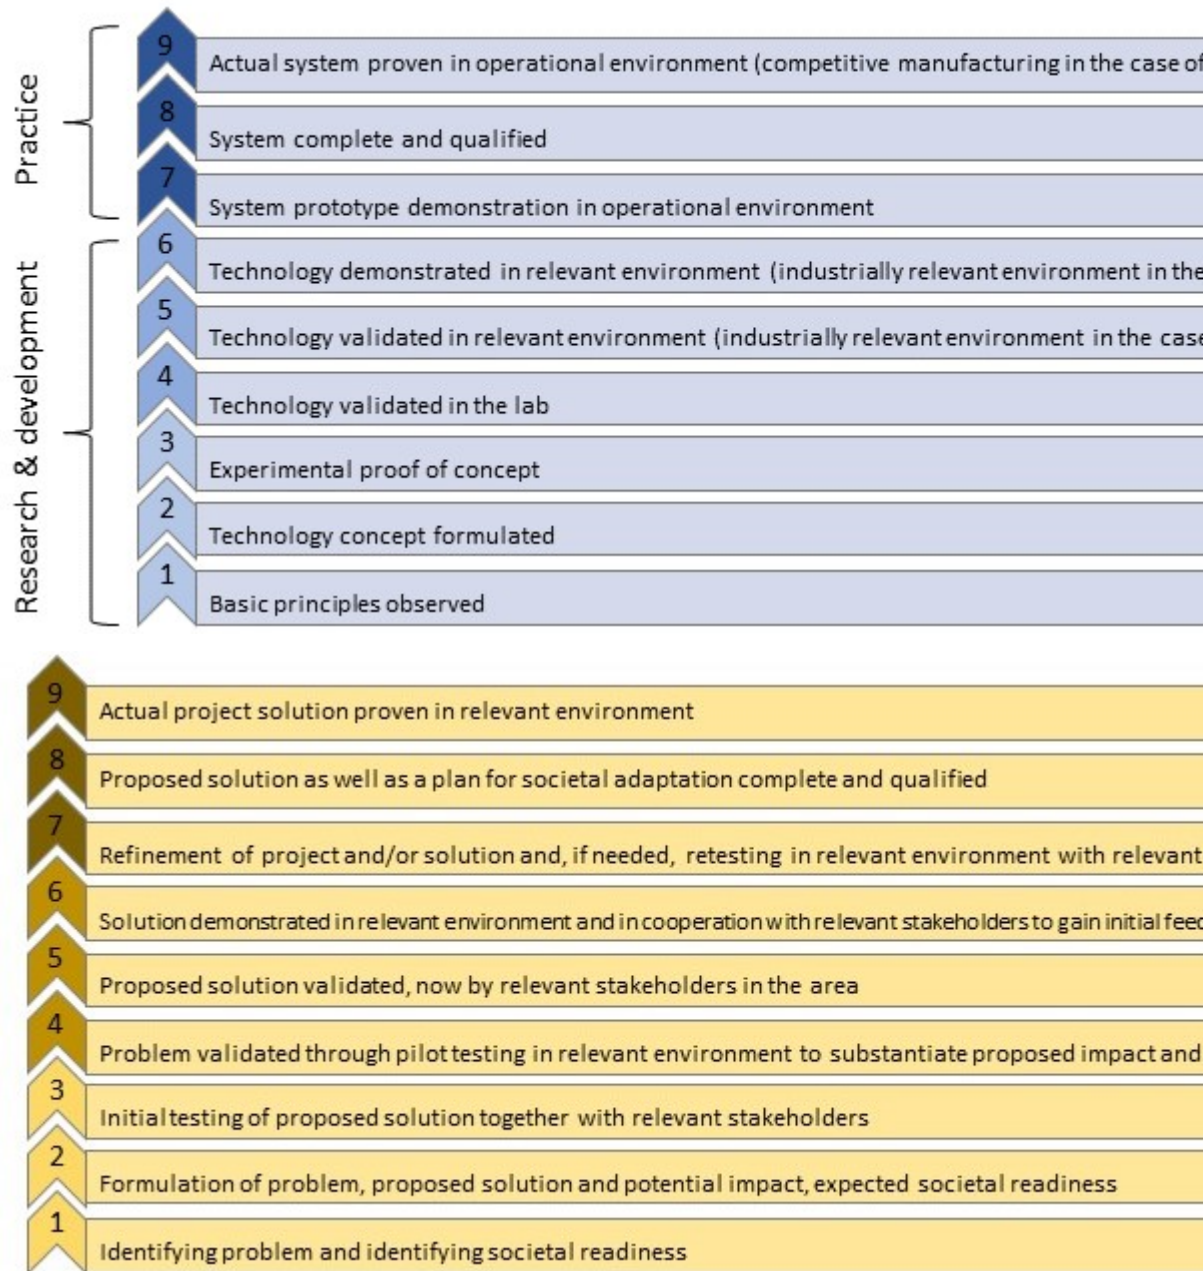 Practice
9
Actual system proven in operational environment (competitive manufacturing in the case of
8
System complete and qualified
7
System prototype demonstration in operational environment
Research & development
6
Technology demonstrated in relevant environment (industrially relevant environment in the
5
Technology validated in relevant environment (industrially relevant environment in the case
4
Technology validated in the lab
3
Experimental proof of concept
2
Technology concept formulated
1
Basic principles observed
9
Actual project solution proven in relevant environment
8
Proposed solution as well as a plan for societal adaptation complete and qualified
7
Refinement of project and/or solution and, if needed, retesting in relevant environment with relevant
6
Solution demonstrated in relevant environment and in cooperation with relevant stakeholders to gain initial
5
Proposed solution validated, now by relevant stakeholders in the area
4
Problem validated through pilot testing in relevant environment to substantiate proposed impact and
3
Initial testing of proposed solution together with relevant stakeholders
2
Formulation of problem, proposed solution and potential impact, expected societal readiness
1
Identifying problem and identifying societal readiness